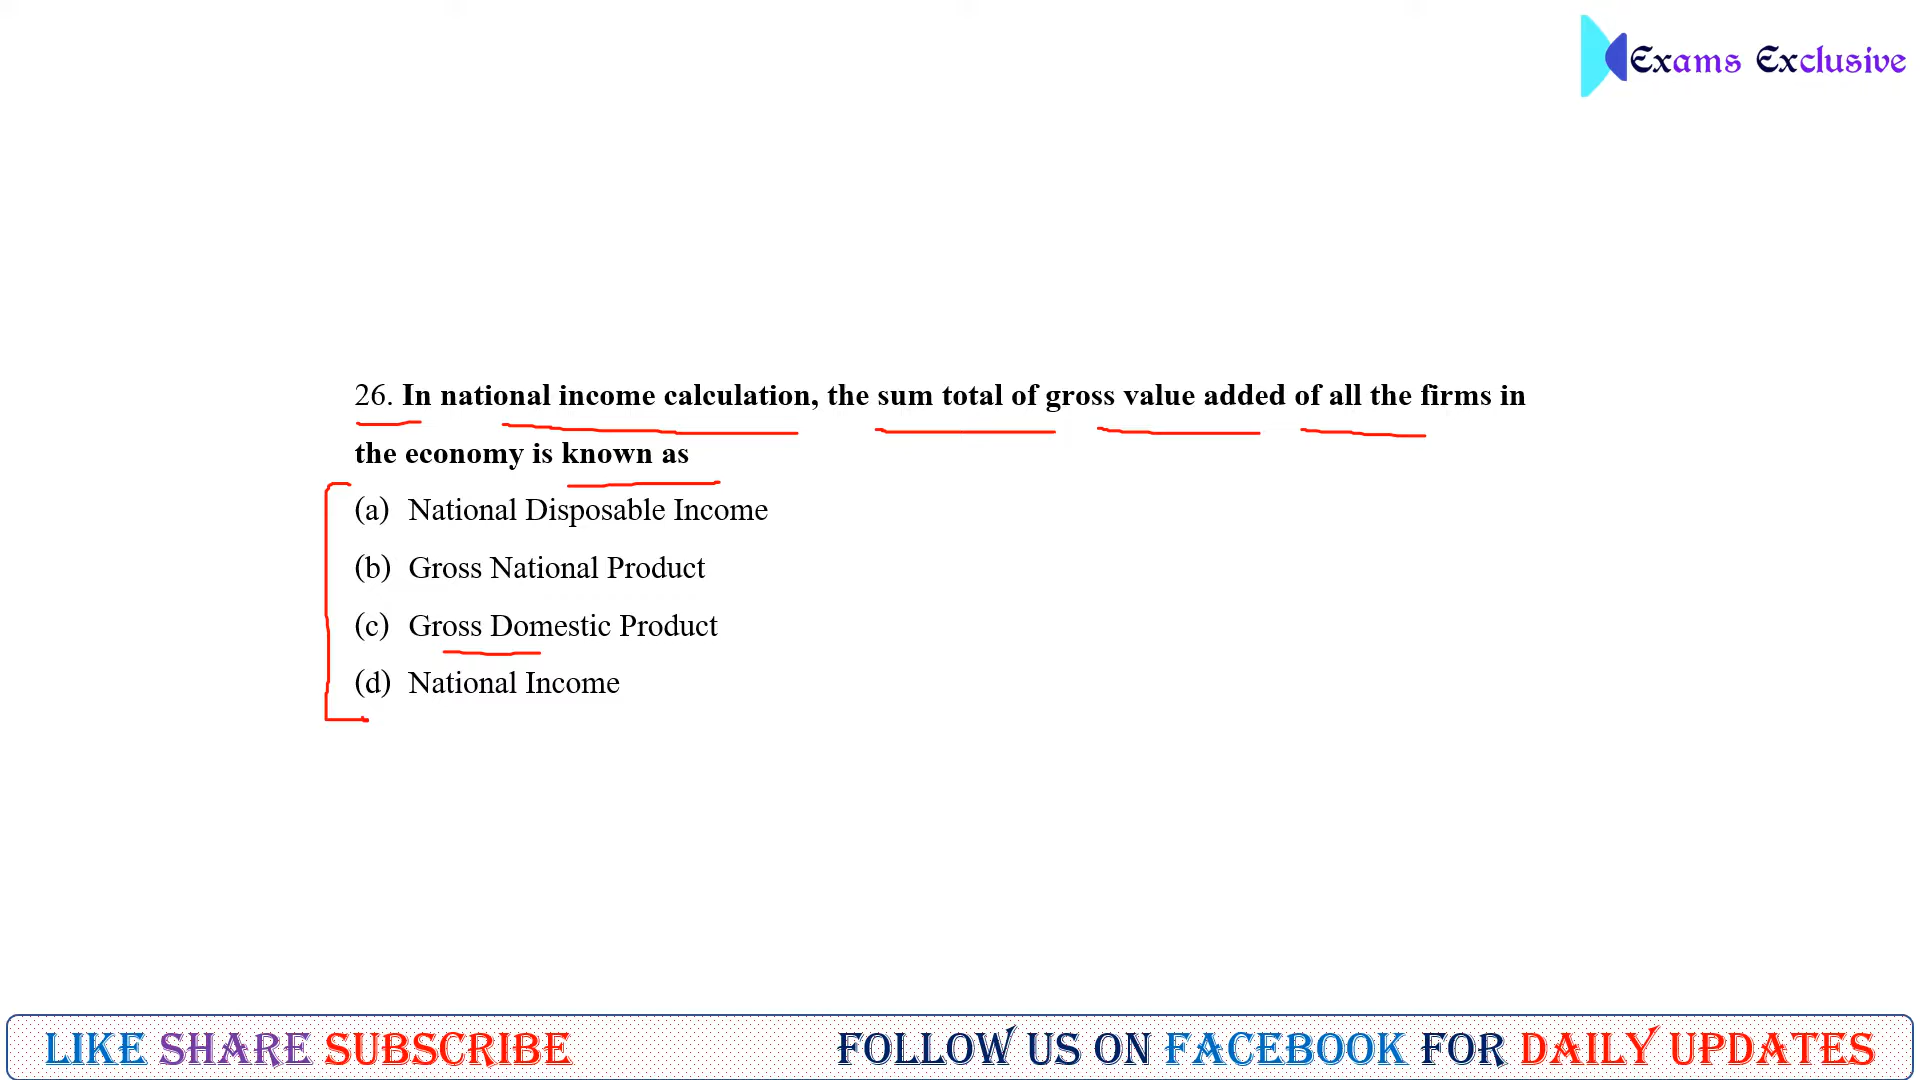 Exams Exclusive
26. In national income calculation, the sum total of gross value added of all the firms in
the economy is known as
(a) National Disposable Income
(b) Gross National Product
(c) Gross Domestic Product
(d) National Income
LIKE SHARE SUBSCRIBE FOLLOW US ON FACEBOOK FOR DAILY UPDATES